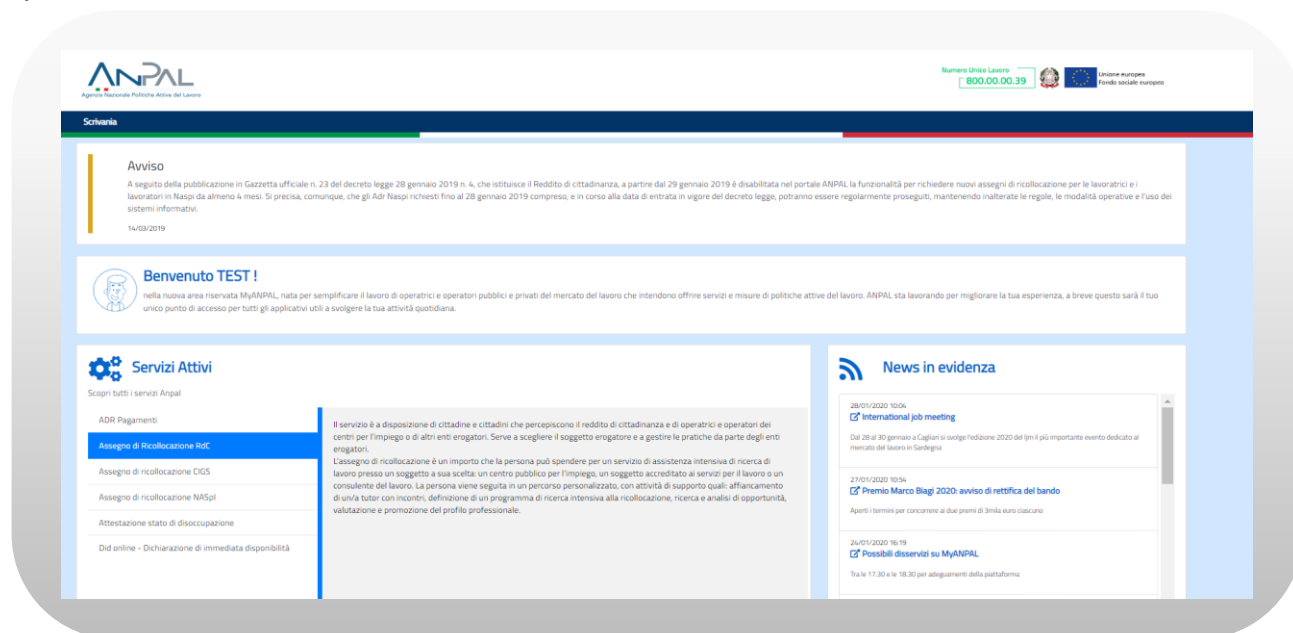 ANPAL
Agenzia Nazionale Politiche Attive del Lavoro
Numero Unico Lavoro
800.00.00.39
Unione europea
Fondo sociale europeo
Scrivania
Avviso
A seguito della pubblicazione in Gazzetta ufficiale n. 23 del decreto legge 28 gennaio 2019 n. 4, che istituisce il Reddito di cittadinanza, a partire dal 29 gennaio 2019 è disabilitata nel portale ANPAL la funzionalità per richiedere nuovi assegni di ricollocazione per le lavoratrici e i
lavoratori in Naspi da almeno 4 mesi. Si precisa, comunque, che gli Adr Naspi richiesti fino al 28 gennaio 2019 compreso, e in corso alla data di entrata in vigore del decreto legge, potranno essere regolarmente proseguiti, mantenendo inalterate le regole, le modalità operative e l'uso dei
sistemi informativi.
14/03/2019
Benvenuto TEST !
nella nuova area riservata MyANPAL, nata per semplificare il lavoro di operatrici e operatori pubblici e privati del mercato del lavoro che intendono offrire servizi e misure di politiche attive del lavoro. ANPAL sta lavorando per migliorare la tua esperienza, a breve questo sarà il tuo
unico punto di accesso per tutti gli applicativi utili a svolgere la tua attività quotidiana.
Servizi Attivi
Scopri tutti i servizi Anpal
ADR Pagamenti
Assegno di Ricollocazione RdC
Assegno di ricollocazione CIGS
Assegno di ricollocazione NASpI
Attestazione stato di disoccupazione
Did online - Dichiarazione di immediata disponibilità
Il servizio è a disposizione di cittadine e cittadini che percepiscono il reddito di cittadinanza e di operatrici e operatori dei
centri per l'impiego o di altri enti erogatori. Serve a scegliere il soggetto erogatore e a gestire le pratiche da parte degli enti
erogatori.
L'assegno di ricollocazione è un importo che la persona può spendere per un servizio di assistenza intensiva di ricerca di
lavoro presso un soggetto a sua scelta: un centro pubblico per l'impiego, un soggetto accreditato ai servizi per il lavoro o un
consulente del lavoro. La persona viene seguita in un percorso personalizzato, con attività di supporto quali: affiancamento
di un/a tutor con incontri, definizione di un programma di ricerca intensiva alla ricollocazione, ricerca e analisi di opportunità,
valutazione e promozione del profilo professionale.
News in evidenza
28/01/2020 10:04
International job meeting
Dal 28 al 30 gennaio a Cagliari si svolge l'edizione 2020 del Ijm il più importante evento dedicato al
mercato del lavoro in Sardegna
27/01/2020 10:54
Premio Marco Biagi 2020: avviso di rettifica del bando
Aperti i termini per concorrere ai due premi di 3mila euro ciascuno
24/01/2020 16:19
Possibili disservizi su MyANPAL
Tra le 17.30 e le 18.30 per adeguamenti della piattaforma